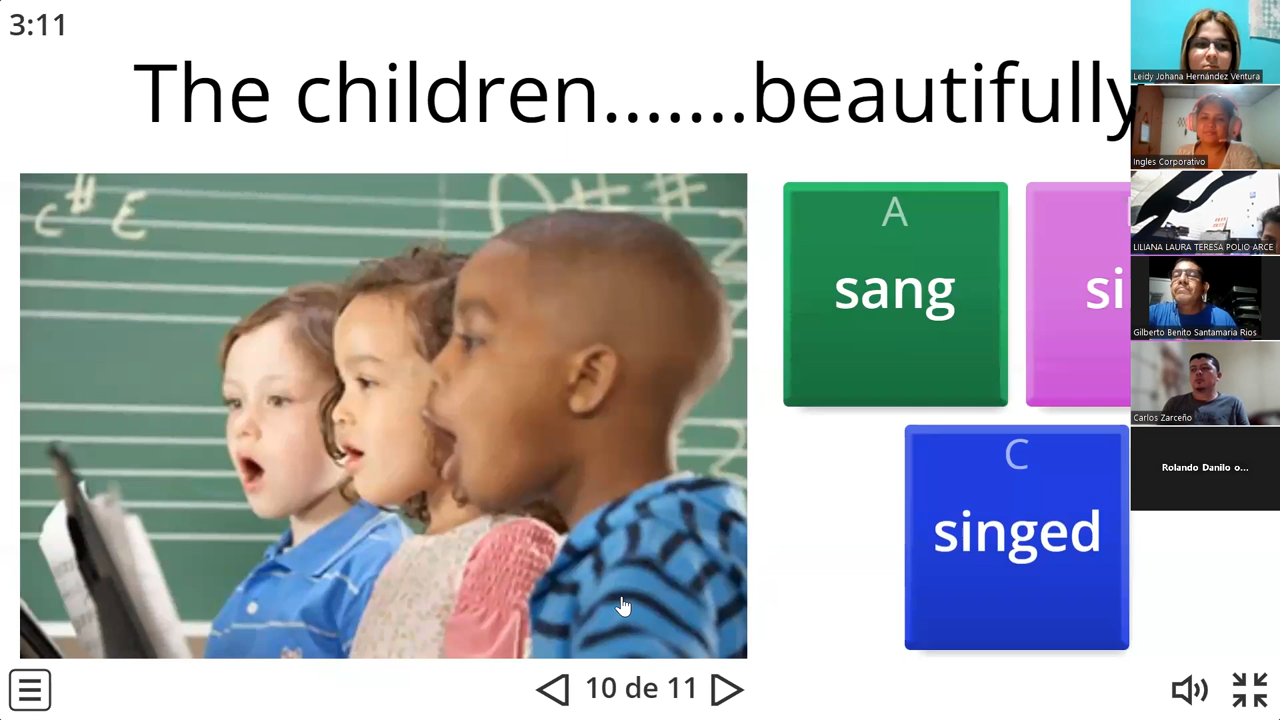 3:11
The children.......beautifully
A
sang
si
C
singed
10 de 11
Leidy Johana Hernández Ventura
Ingles Corporativo
LILIANA LAURA TERESA POLIO ARCE
Gilberto Benito Santamaria Rios
Carlos Zarceño
Rolando Danilo o...